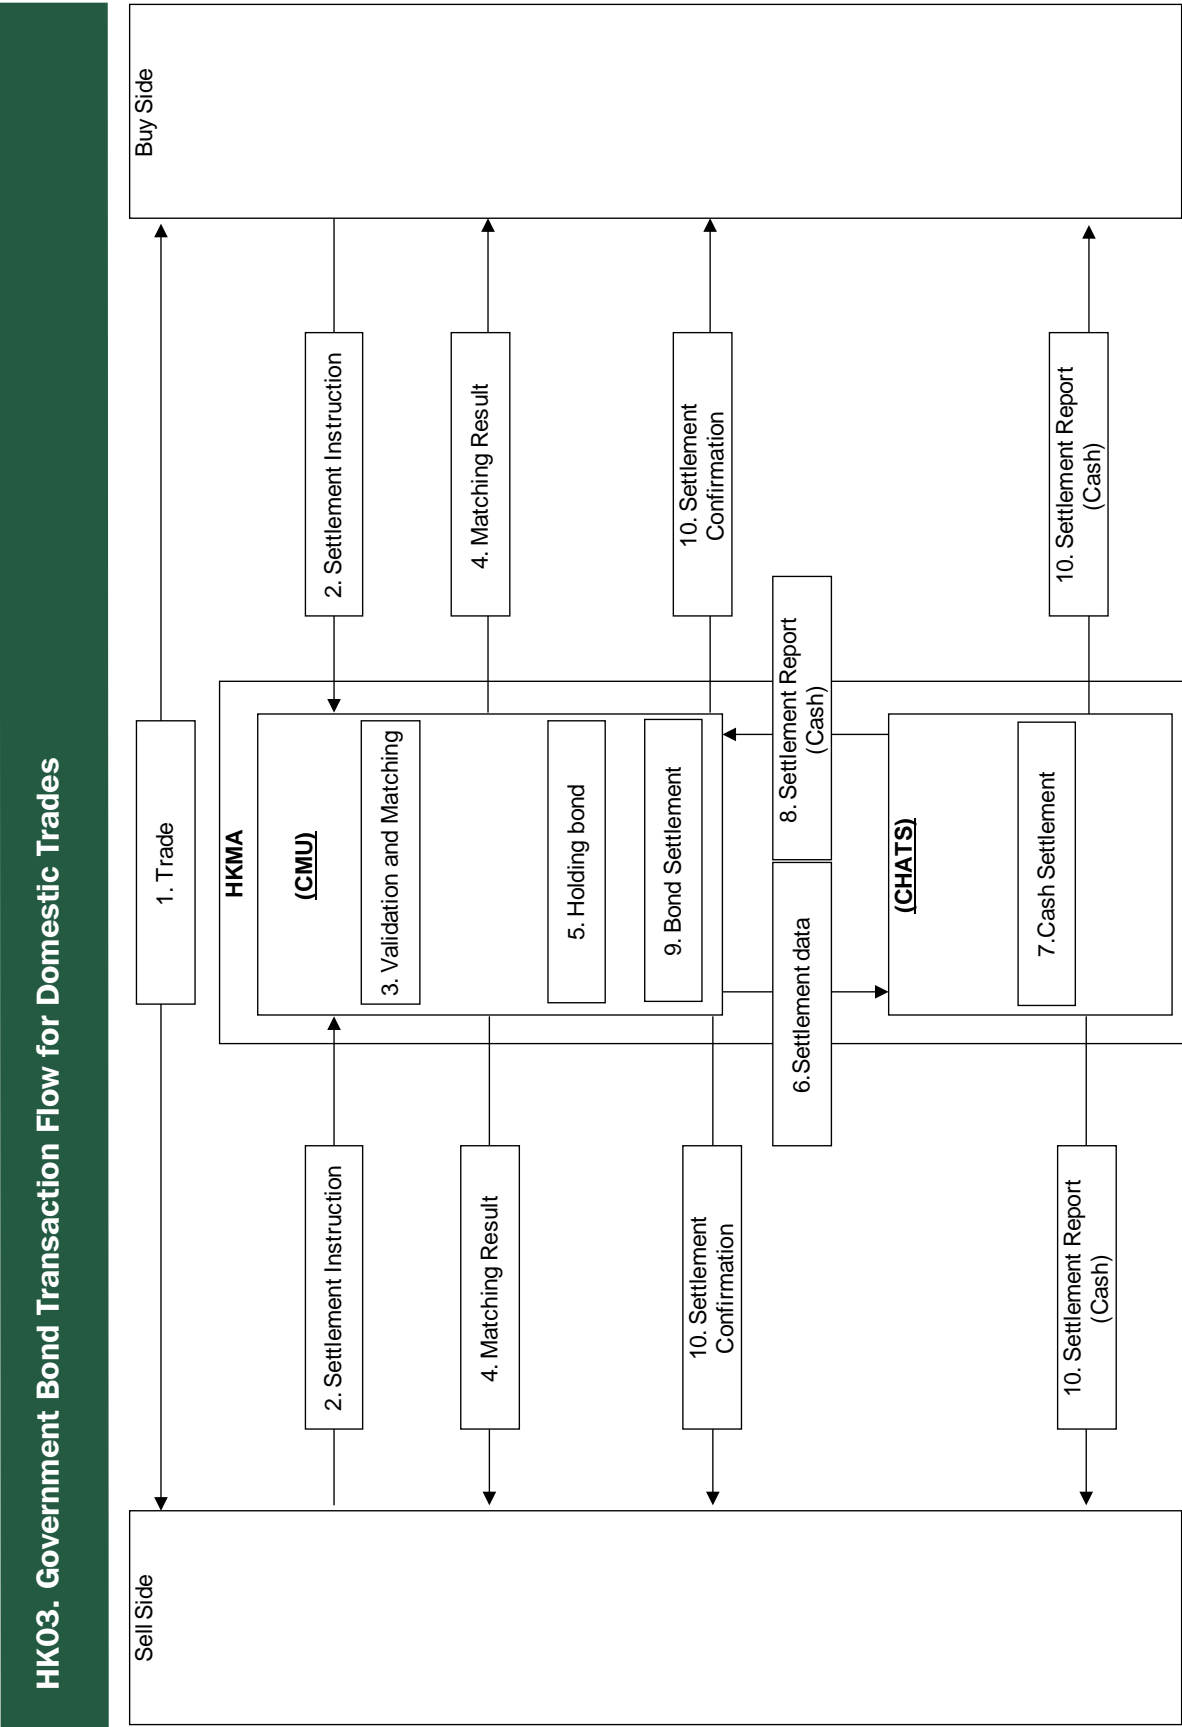 HK03. Government Bond Transaction Flow for Domestic Trades
Sell Side
1. Trade
Buy Side
HKMA
(CMU)
2. Settlement Instruction
3. Validation and Matching
2. Settlement Instruction
4. Matching Result
4. Matching Result
5. Holding bond
9. Bond Settlement
10. Settlement
Confirmation
10. Settlement
Confirmation
6.Settlement data
8. Settlement Report
(Cash)
(CHATS)
7.Cash Settlement
10. Settlement Report
(Cash)
10. Settlement Report
(Cash)